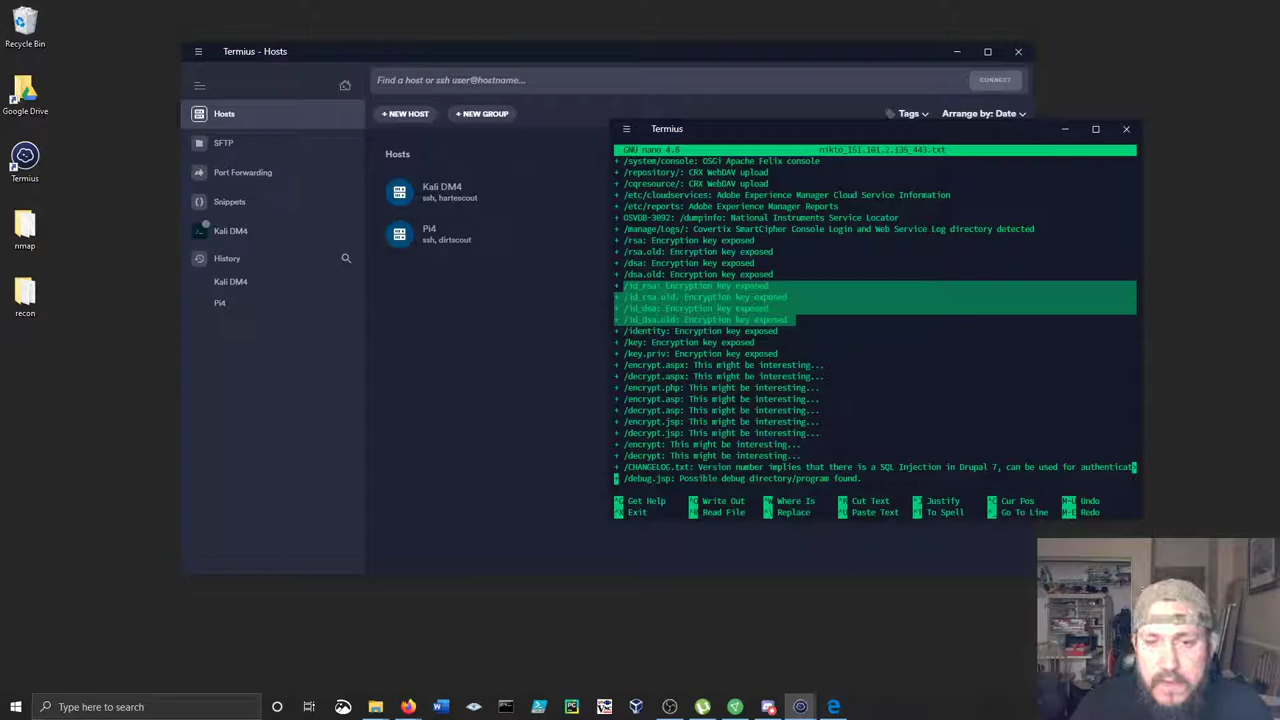 Recycle Bin
Google Drive
Termius
nmap
recon
Termius - Hosts
Find a host or ssh user@hostname...
CONNECT
+ NEW HOST
+ NEW GROUP
Tags
Arrange by: Date
Hosts
SFTP
Port Forwarding
Snippets
Kali DM4
History
Kali DM4
Pi4
Hosts
Kali DM4
ssh, hartescout
Pi4
ssh, dirtscout
Termius
GNU nano 4.8 nikto_151.101.2.135_443.txt
+ /system/console: OSGi Apache Felix console
+ /repository/: CRX WebDAV upload
+ /cqresource/: CRX WebDAV upload
+ /etc/cloudservices: Adobe Experience Manager Cloud Service Information
+ /etc/reports: Adobe Experience Manager Reports
+ OSVDB-3092: /dumpinfo: National Instruments Service Locator
+ /manage/Logs/: Covertix SmartCipher Console Login and Web Service Log directory detected
+ /rsa: Encryption key exposed
+ /rsa.old: Encryption key exposed
+ /dsa: Encryption key exposed
+ /dsa.old: Encryption key exposed
+ /id_rsa: Encryption key exposed
+ /id_rsa.old: Encryption key exposed
+ /id_dsa: Encryption key exposed
+ /id_dsa.old: Encryption key exposed
+ /identity: Encryption key exposed
+ /key: Encryption key exposed
+ /key.priv: Encryption key exposed
+ /encrypt.aspx: This might be interesting...
+ /decrypt.aspx: This might be interesting...
+ /encrypt.php: This might be interesting...
+ /encrypt.asp: This might be interesting...
+ /decrypt.asp: This might be interesting...
+ /encrypt.jsp: This might be interesting...
+ /decrypt.jsp: This might be interesting...
+ /encrypt: This might be interesting...
+ /decrypt: This might be interesting...
+ /CHANGELOG.txt: Version number implies that there is a SQL Injection in Drupal 7, can be used for authenticat>
+ /debug.jsp: Possible debug directory/program found.
^G Get Help ^O Write Out ^W Where Is ^K Cut Text ^J Justify ^C Cur Pos M-U Undo
^X Exit ^R Read File ^\ Replace ^U Paste Text ^T To Spell ^_ Go To Line M-E Redo
Type here to search